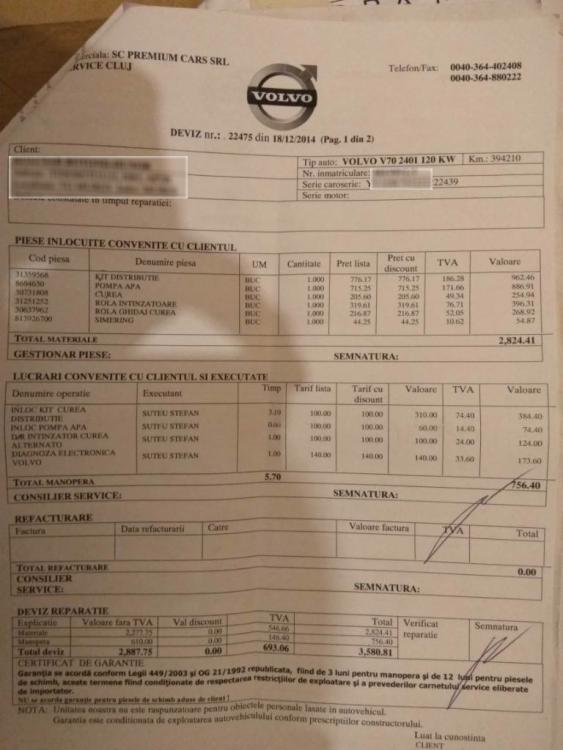 SC PREMIUM CARS SRL
SERVICE CLUJ
Telefon/Fax: 0040-364-402408
0040-364-880222
VOLVO
DEVIZ nr.: . 22475 din 18/12/2014 (Pag. 1 din 2)
Client:
Tip auto: VOLVO V70 2401 120 KW Km.: 394210
Nr. inmatriculare:
Serie caroserie: Y 22439
Serie motor:
in timpul reparatiei:
PIESE INLOCUITE CONVENITE CU CLIENTUL
Cod piesa Denumire piesa UM Cantitate Pret lista Pret cu discount TVA Valoare
31359568 KIT DISTRIBUTIE BUC 1.000 776.17 776.17 186.28 962.46
8694630 POMPA APA BUC 1.000 715.25 715.25 171.66 886.91
30731808 CUREA BUC 1.000 205.60 205.60 49.34 254.94
31251252 ROLA INTINZATOARE BUC 1.000 319.61 319.61 76.71 396.31
30637962 ROLA GHIDAJ CUREA BUC 1.000 216.87 216.87 52.05 268.92
SIMERING BUC 1.000 44.25 44.25 10.62 54.87
TOTAL MATERIALE 2,824.41
GESTIONAR PIESE: SEMNATURA:
LUCRARI CONVENITE CU CLIENTUL SI EXECUTATE
Denumire operatie Executant Timp Tarif lista Tarif cu disount Valoare TVA Valoare
INLOC KIT CUREA DISTRIBUTIE SUTEU STEFAN 3.10 100.00 100.00 310.00 74.40 384.40
INLOC POMPA APA SUTEU STEFAN 0.60 100.00 100.00 60.00 14.40 74.40
D/R INTINZATOR CUREA ALTERNATO SUTEU STEFAN 1.00 100.00 100.00 100.00 24.00 124.00
DIAGNOZA ELECTRONICA VOLVO SUTEU STEFAN 1.00 140.00 140.00 140.00 33.60 173.60
TOTAL MANOPERA 5.70 756.40
CONSILIER SERVICE: SEMNATURA:
REFACTURARE
Factura Data refacturarii Catre Valoare factura TVA Total
TOTAL REFACTURARE 0.00
CONSILIER
SERVICE: SEMNATURA:
DEVIZ REPARATIE
Explicatie Valoare fara TVA Val discount TVA Total Verificat reparatie Semnatura
Materiale 2,277.75 0.00 546.66 2,824.41
Manopera 610.00 0.00 146.40 756.40
Total deviz 2,887.75 0.00 693.06 3,580.81
CERTIFICAT DE GARANTIE
Garanţia se acordă conform Legii 449/2003 şi OG 21/1992 republicata, fiind de 3 luni pentru manopera şi de 12 luni pentru piesele
de schimb, aceste termene fiind condiţionate de respectarea restricţiilor de exploatare şi a prevederilor carnetului service eliberate
de importator.
NU se acorda garantie pentru piesele de schimb aduse de client !
NOTA: Unitatea noastra nu este raspunzatoare pentru obiectele personale lasate in autovehicul.
Garantia este conditionata de exploatarea autovehicului conform prescriptiilor constructorului.
Luat la cunostinta
CLIENT